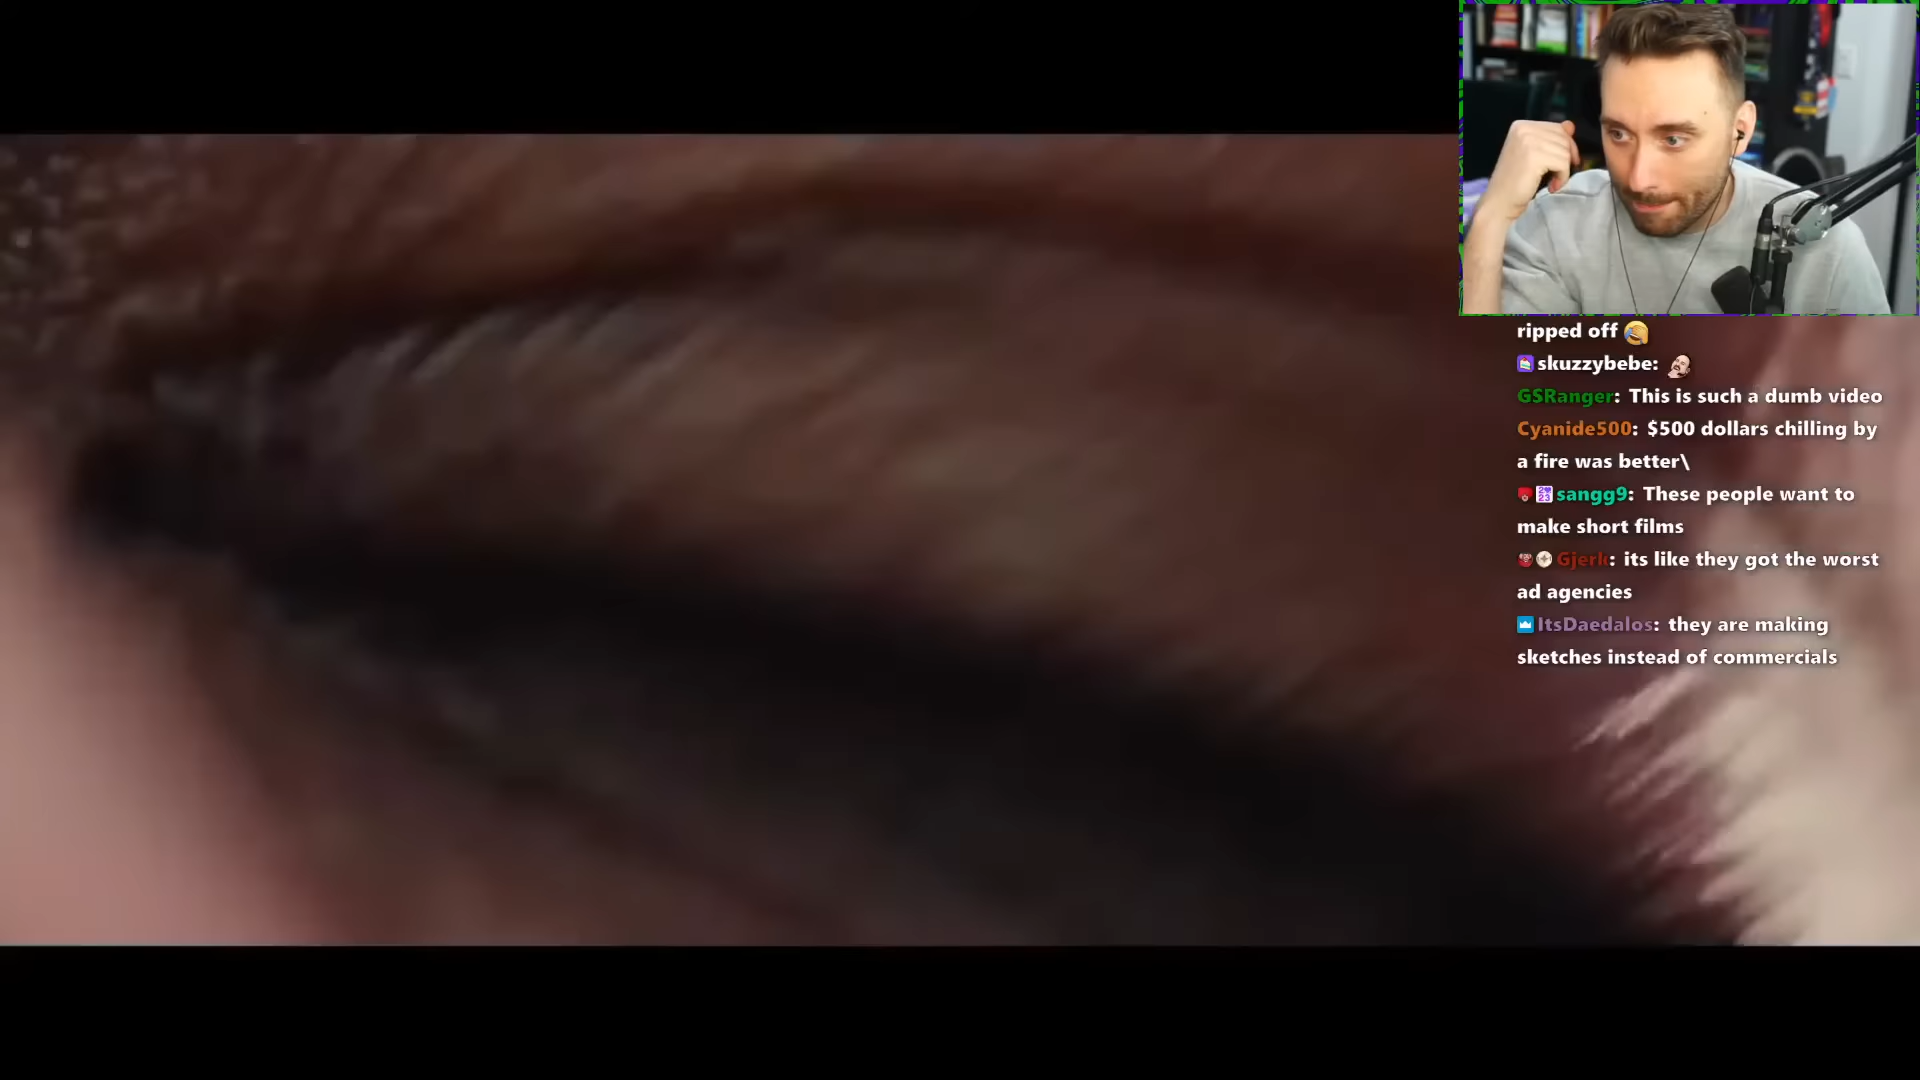 ripped off
skuzzybebe:
GSRanger: This is such a dumb video
Cyanide500: $500 dollars chilling by
a fire was better\
sangg9: These people want to
make short films
Gjerk: its like they got the worst
ad agencies
ItsDaedalos: they are making
sketches instead of commercials